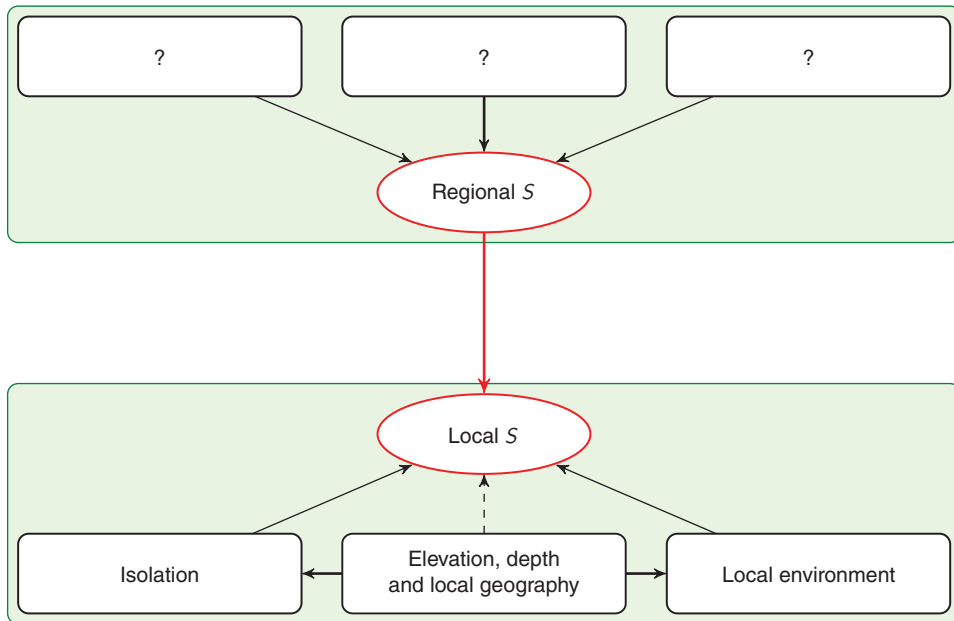 ?
?
?
Regional S
Local S
Isolation
Elevation, depth
and local geography
Local environment